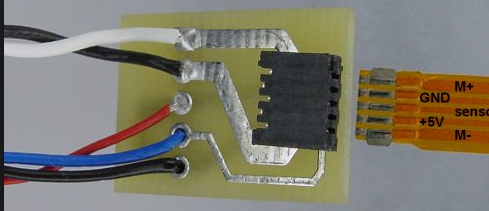 M+
GND
senso
+5V
M-